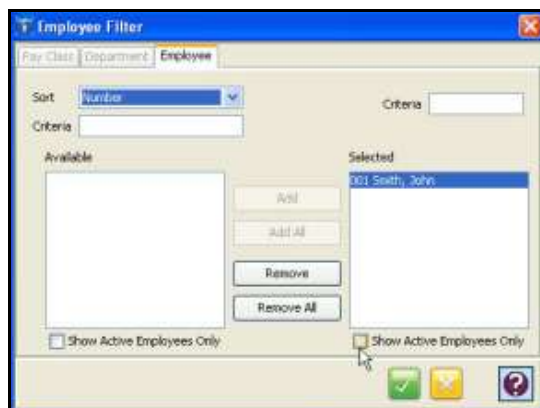 Employee Filter
Pay Class Department Employee
Sort Number Criteria
Criteria
Available Selected
001 Smith, John
Add
Add All
Remove
Remove All
Show Active Employees Only Show Active Employees Only
?